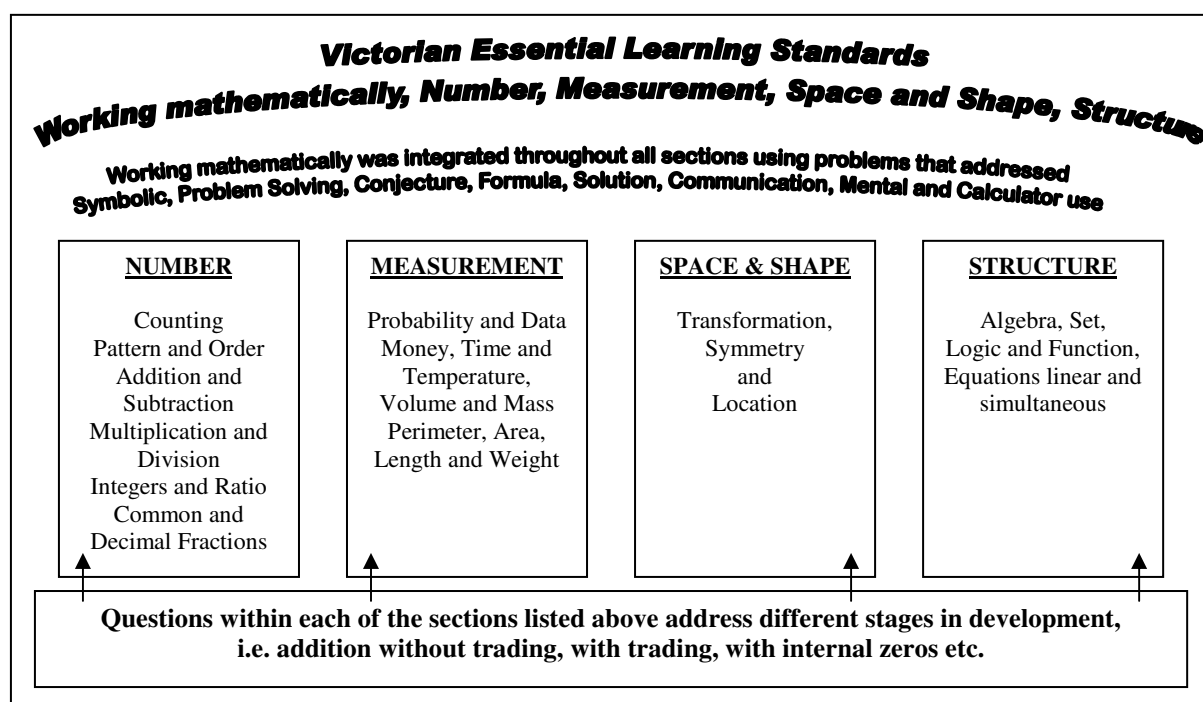 Victorian Essential Learning Standards
Working mathematically, Number, Measurement, Space and Shape, Structure
Working mathematically was integrated throughout all sections using problems that addressed
Symbolic, Problem Solving, Conjecture, Formula, Solution, Communication, Mental and Calculator use
NUMBER
Counting
Pattern and Order
Addition and
Subtraction
Multiplication and
Division
Integers and Ratio
Common and
Decimal Fractions
MEASUREMENT
Probability and Data
Money, Time and
Temperature,
Volume and Mass
Perimeter, Area,
Length and Weight
SPACE & SHAPE
Transformation,
Symmetry
and
Location
STRUCTURE
Algebra, Set,
Logic and Function,
Equations linear and
simultaneous
Questions within each of the sections listed above address different stages in development,
i.e. addition without trading, with trading, with internal zeros etc.